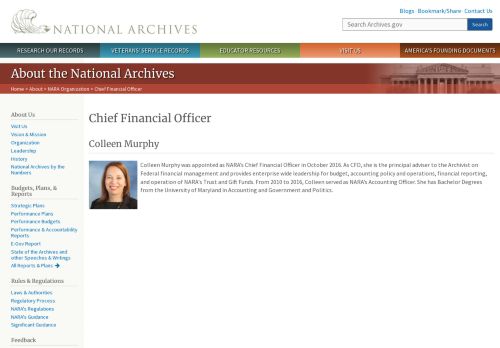 Blogs · Bookmark/Share · Contact Us
NATIONAL ARCHIVES
Search Archives.gov
Search
RESEARCH OUR RECORDS
VETERANS' SERVICE RECORDS
EDUCATOR RESOURCES
VISIT US
AMERICA'S FOUNDING DOCUMENTS
About the National Archives
Home > About > NARA Organization > Chief Financial Officer
About Us
Visit Us
Vision & Mission
Organization
Leadership
History
National Archives by the
Numbers
Budgets, Plans, &
Reports
Strategic Plans
Performance Plans
Performance Budgets
Performance & Accountability
Reports
E-Gov Report
State of the Archives and
other Speeches & Writings
All Reports & Plans →
Rules & Regulations
Laws & Authorities
Regulatory Process
NARA's Regulations
NARA's Guidance
Significant Guidance
Feedback
Chief Financial Officer
Colleen Murphy
Colleen Murphy was appointed as NARA's Chief Financial Officer in October 2016. As CFO, she is the principal adviser to the Archivist on
Federal financial management and provides enterprise wide leadership for budget, accounting policy and operations, financial reporting,
and operation of NARA's Trust and Gift Funds. From 2010 to 2016, Colleen served as NARA's Accounting Officer. She has Bachelor Degrees
from the University of Maryland in Accounting and Government and Politics.